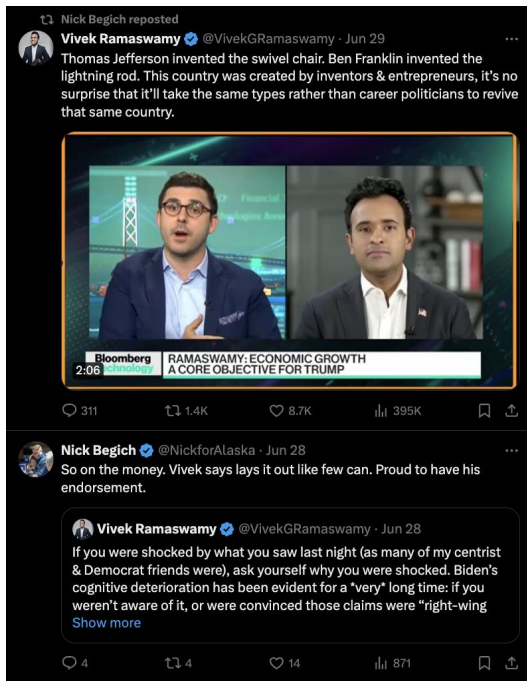 Nick Begich reposted
Vivek Ramaswamy @VivekGRamaswamy · Jun 29
Thomas Jefferson invented the swivel chair. Ben Franklin invented the
lightning rod. This country was created by inventors & entrepreneurs, it’s no
surprise that it’ll take the same types rather than career politicians to revive
that same country.
Bloomberg
Technology
RAMASWAMY: ECONOMIC GROWTH
A CORE OBJECTIVE FOR TRUMP
2:06
311 1.4K 8.7K 395K
Nick Begich @NickforAlaska · Jun 28
So on the money. Vivek says lays it out like few can. Proud to have his
endorsement.
Vivek Ramaswamy @VivekGRamaswamy · Jun 28
If you were shocked by what you saw last night (as many of my centrist
& Democrat friends were), ask yourself why you were shocked. Biden’s
cognitive deterioration has been evident for a *very* long time: if you
weren’t aware of it, or were convinced those claims were “right-wing
Show more
4 4 14 871